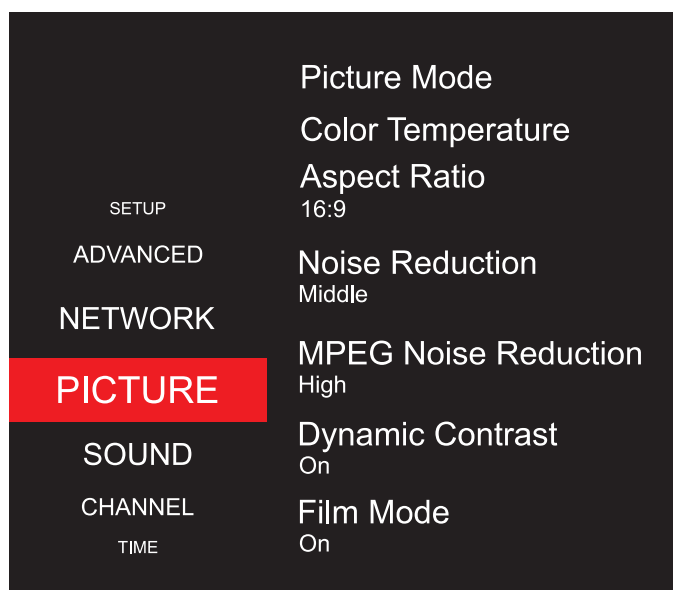 SETUP
ADVANCED
NETWORK
PICTURE
SOUND
CHANNEL
TIME
Picture Mode
Color Temperature
Aspect Ratio
16:9
Noise Reduction
Middle
MPEG Noise Reduction
High
Dynamic Contrast
On
Film Mode
On